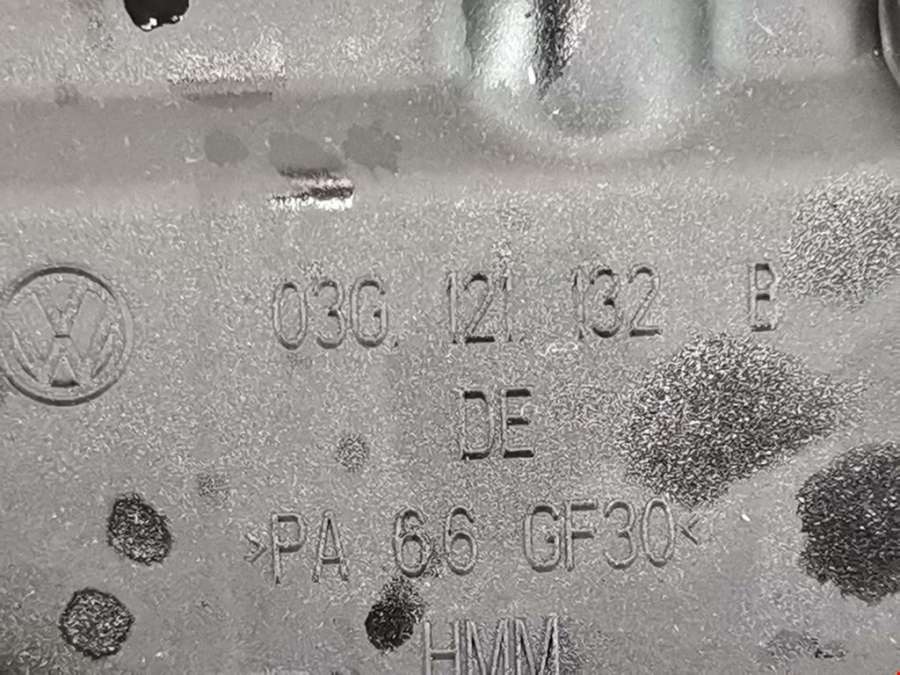 03G. 121. 132 B
DE
>PA 66 GF30<
HMM